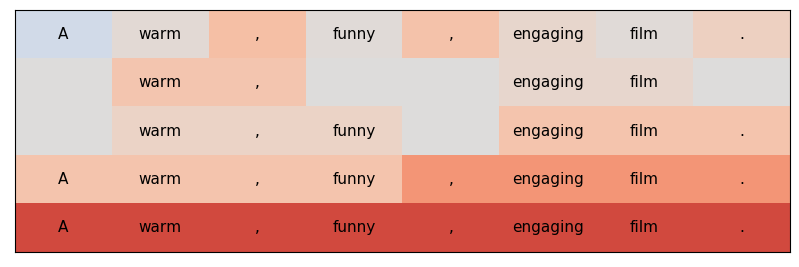 A warm , funny , engaging film .
warm , engaging film
warm , funny engaging film .
A warm , funny , engaging film .
A warm , funny , engaging film .